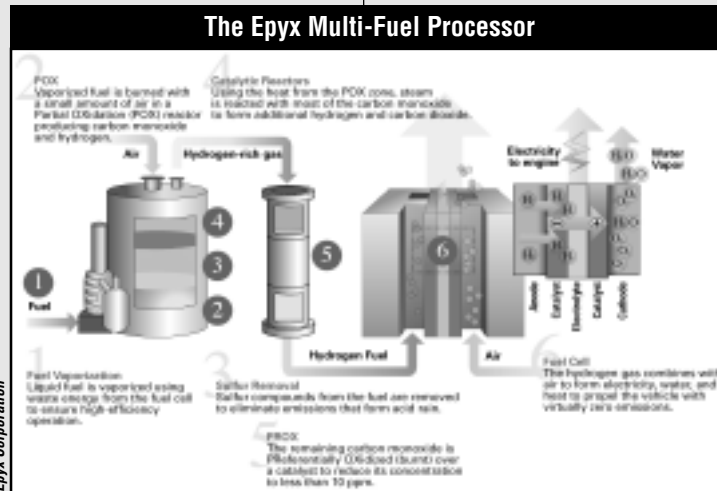 The Epyx Multi-Fuel Processor
2
POX
Vaporized fuel is burned with
a small amount of air in a
Partial OXidation (POX) reactor
producing carbon monoxide
and hydrogen.
4
Catalytic Reactors
Using the heat from the POX zone, steam
is reacted with most of the carbon monoxide
to form additional hydrogen and carbon dioxide.
Air
Hydrogen-rich gas
Electricity
to engine
Water
Vapor
H₂O
H₂O
H₂O
H₂
H₂
H₂
4
3
2
5
6
1
Fuel
Anode
Catalyst
Electrolyte
Catalyst
Cathode
Hydrogen Fuel
Air
1
Fuel Vaporization
Liquid fuel is vaporized using
waste energy from the fuel cell
to ensure high-efficiency
operation.
3
Sulfur Removal
Sulfur compounds from the fuel are removed
to eliminate emissions that form acid rain.
5
PROX
The remaining carbon monoxide is
PReferentially OXidized (burnt) over
a catalyst to reduce its concentration
to less than 10 ppm.
6
Fuel Cell
The hydrogen gas combines with
air to form electricity, water, and
heat to propel the vehicle with
virtually zero emissions.
Epyx Corporation